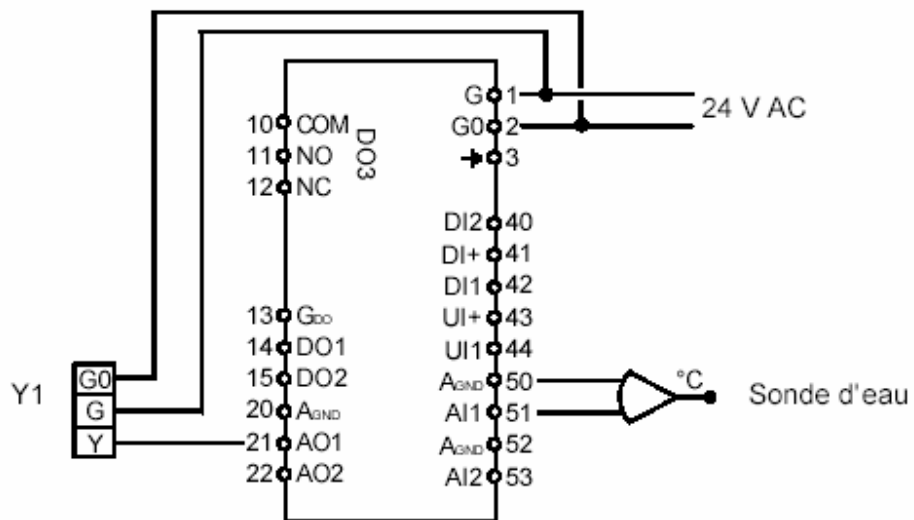 G 1
G0 2
3
24 V AC
10 COM
11 NO
12 NC
DO3
DI2 40
DI+ 41
DI1 42
UI+ 43
UI1 44
AGND 50
AI1 51
AGND 52
AI2 53
13 GDO
14 DO1
15 DO2
20 AGND
21 AO1
22 AO2
Y1
G0
G
Y
°C
Sonde d'eau